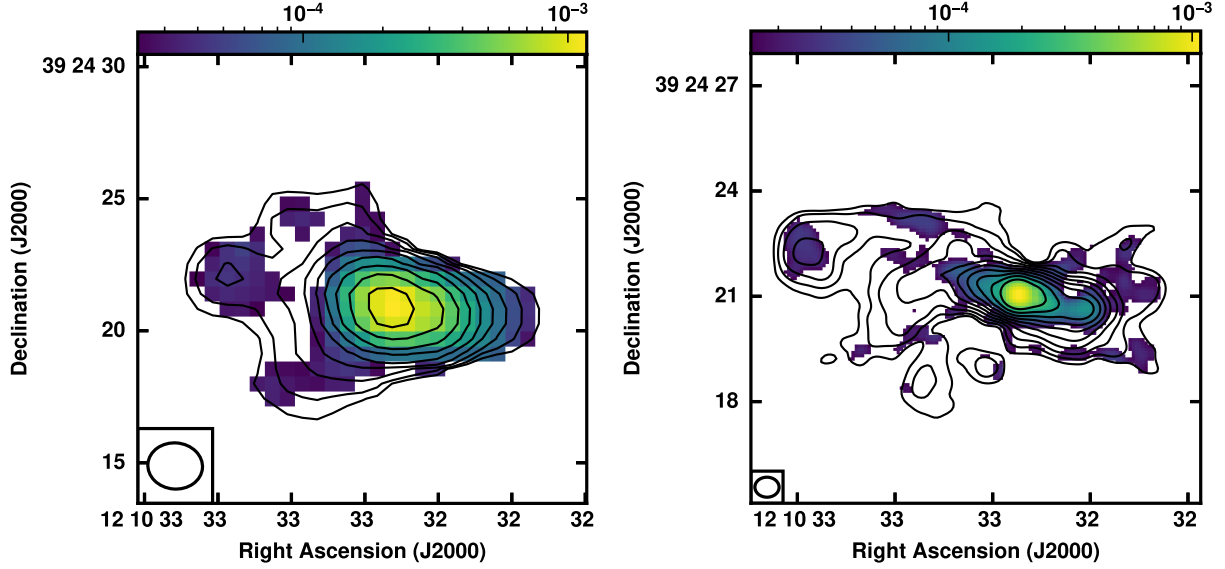 10⁻⁴ 10⁻³
39 24 30
25
20
15
12 10 33 33 33 33 32 32 32
Right Ascension (J2000)
Declination (J2000)
10⁻⁴ 10⁻³
39 24 27
24
21
18
12 10 33 33 33 32 32
Right Ascension (J2000)
Declination (J2000)